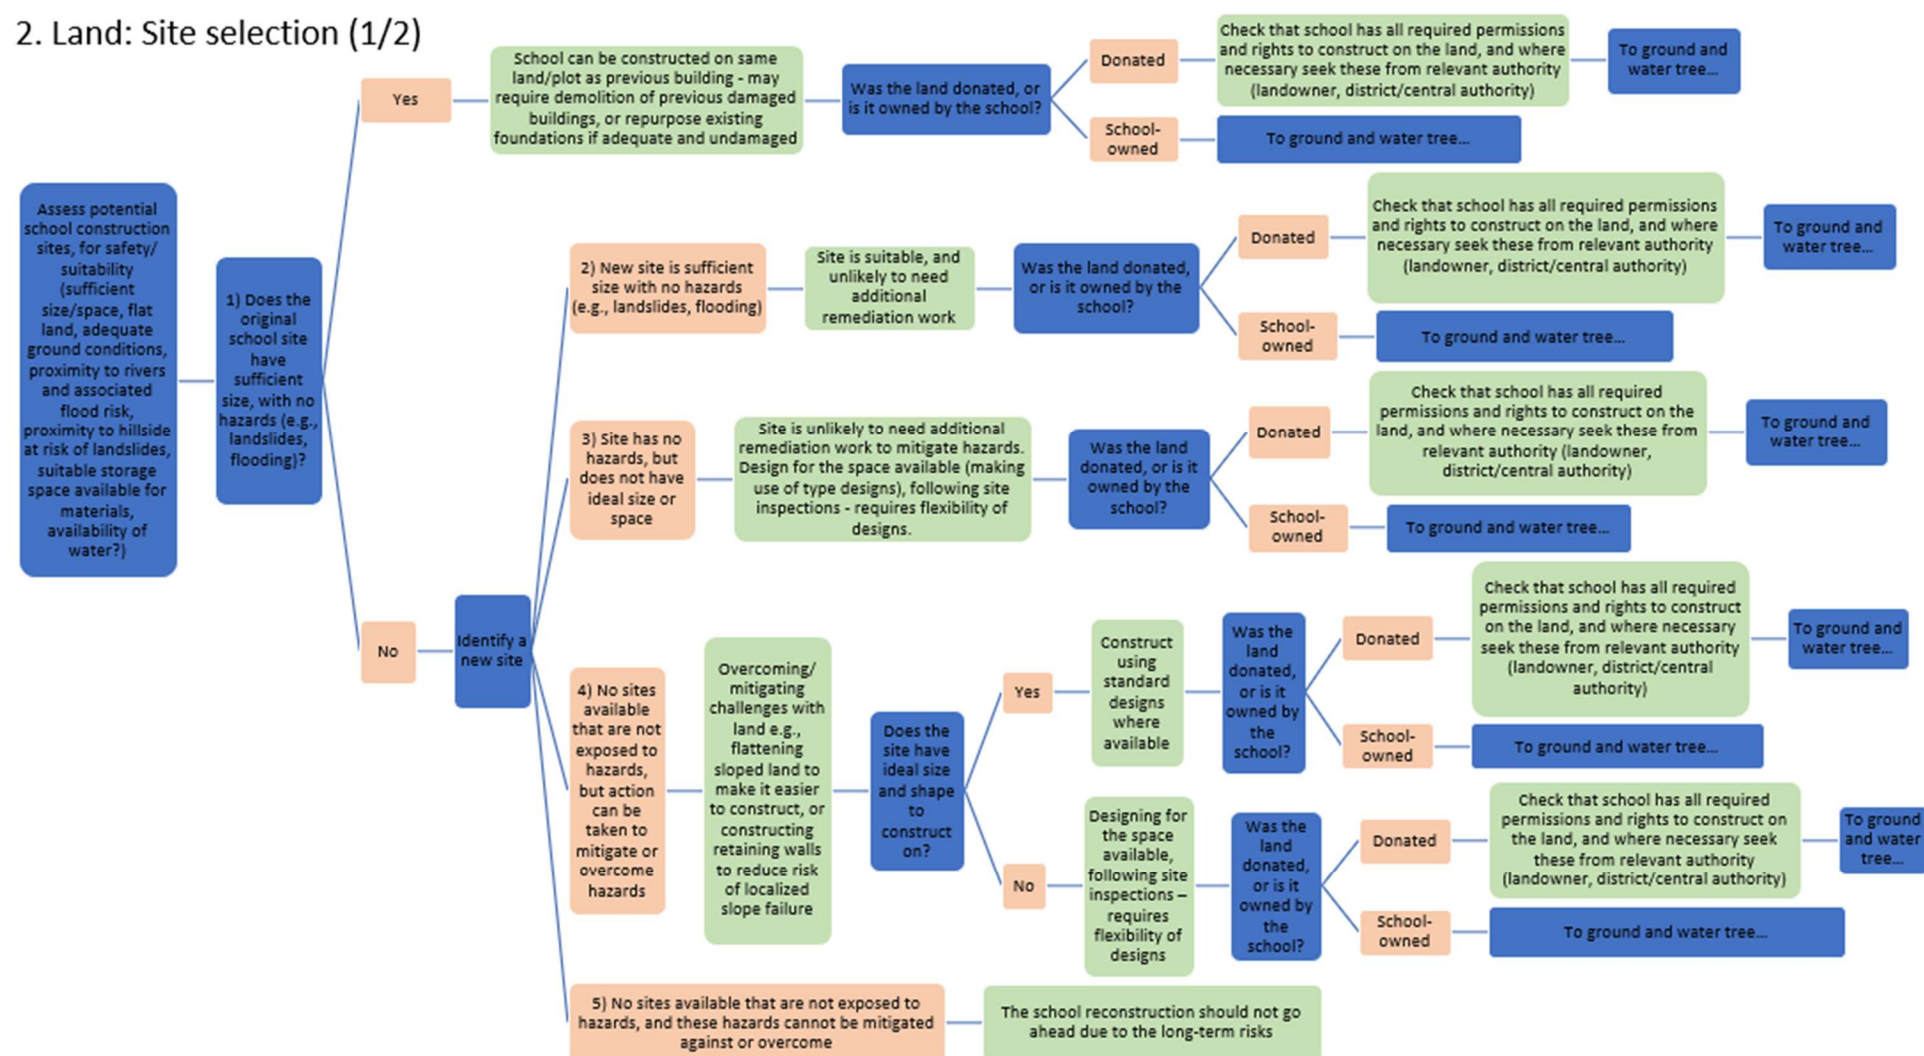 2. Land: Site selection (1/2)
Assess potential
school construction
sites, for safety/
suitability
(sufficient
size/space, flat
land, adequate
ground conditions,
proximity to rivers
and associated
flood risk,
proximity to hillside
at risk of landslides,
suitable storage
space available for
materials,
availability of
water?)
1) Does the
original
school site
have
sufficient
size, with no
hazards (e.g.,
landslides,
flooding)?
Yes
School can be constructed on same
land/plot as previous building - may
require demolition of previous damaged
buildings, or repurpose existing
foundations if adequate and undamaged
Was the land donated, or
is it owned by the school?
Donated
Check that school has all required permissions
and rights to construct on the land, and where
necessary seek these from relevant authority
(landowner, district/central authority)
To ground and
water tree...
School-
owned
To ground and water tree...
No
Identify a
new site
2) New site is sufficient
size with no hazards
(e.g., landslides, flooding)
Site is suitable, and
unlikely to need
additional
remediation work
Was the land donated,
or is it owned by the
school?
Donated
Check that school has all required permissions
and rights to construct on the land, and where
necessary seek these from relevant authority
(landowner, district/central authority)
To ground and
water tree...
School-
owned
To ground and water tree...
3) Site has no
hazards, but
does not have
ideal size or
space
Site is unlikely to need additional
remediation work to mitigate hazards.
Design for the space available (making
use of type designs), following site
inspections - requires flexibility of
designs.
Was the land
donated, or is it
owned by the
school?
Donated
Check that school has all required
permissions and rights to construct on the
land, and where necessary seek these from
relevant authority (landowner,
district/central authority)
To ground and
water tree...
School-
owned
To ground and water tree...
4) No sites
available
that are not
exposed to
hazards,
but action
can be
taken to
mitigate or
overcome
hazards
Overcoming/
mitigating
challenges with
land e.g.,
flattening
sloped land to
make it easier
to construct, or
constructing
retaining walls
to reduce risk
of localized
slope failure
Does the
site have
ideal size
and shape
to
construct
on?
Yes
Construct
using
standard
designs
where
available
Was the
land
donated,
or is it
owned by
the
school?
Donated
Check that school has all required
permissions and rights to construct
on the land, and where necessary
seek these from relevant authority
(landowner, district/central
authority)
To ground and
water tree...
School-
owned
To ground and water tree...
No
Designing for
the space
available,
following site
inspections –
requires
flexibility of
designs
Was the
land
donated,
or is it
owned by
the
school?
Donated
Check that school has all required
permissions and rights to construct on
the land, and where necessary seek
these from relevant authority
(landowner, district/central authority)
To ground
and water
tree...
School-
owned
To ground and water tree...
5) No sites available that are not exposed to
hazards, and these hazards cannot be mitigated
against or overcome
The school reconstruction should not go
ahead due to the long-term risks